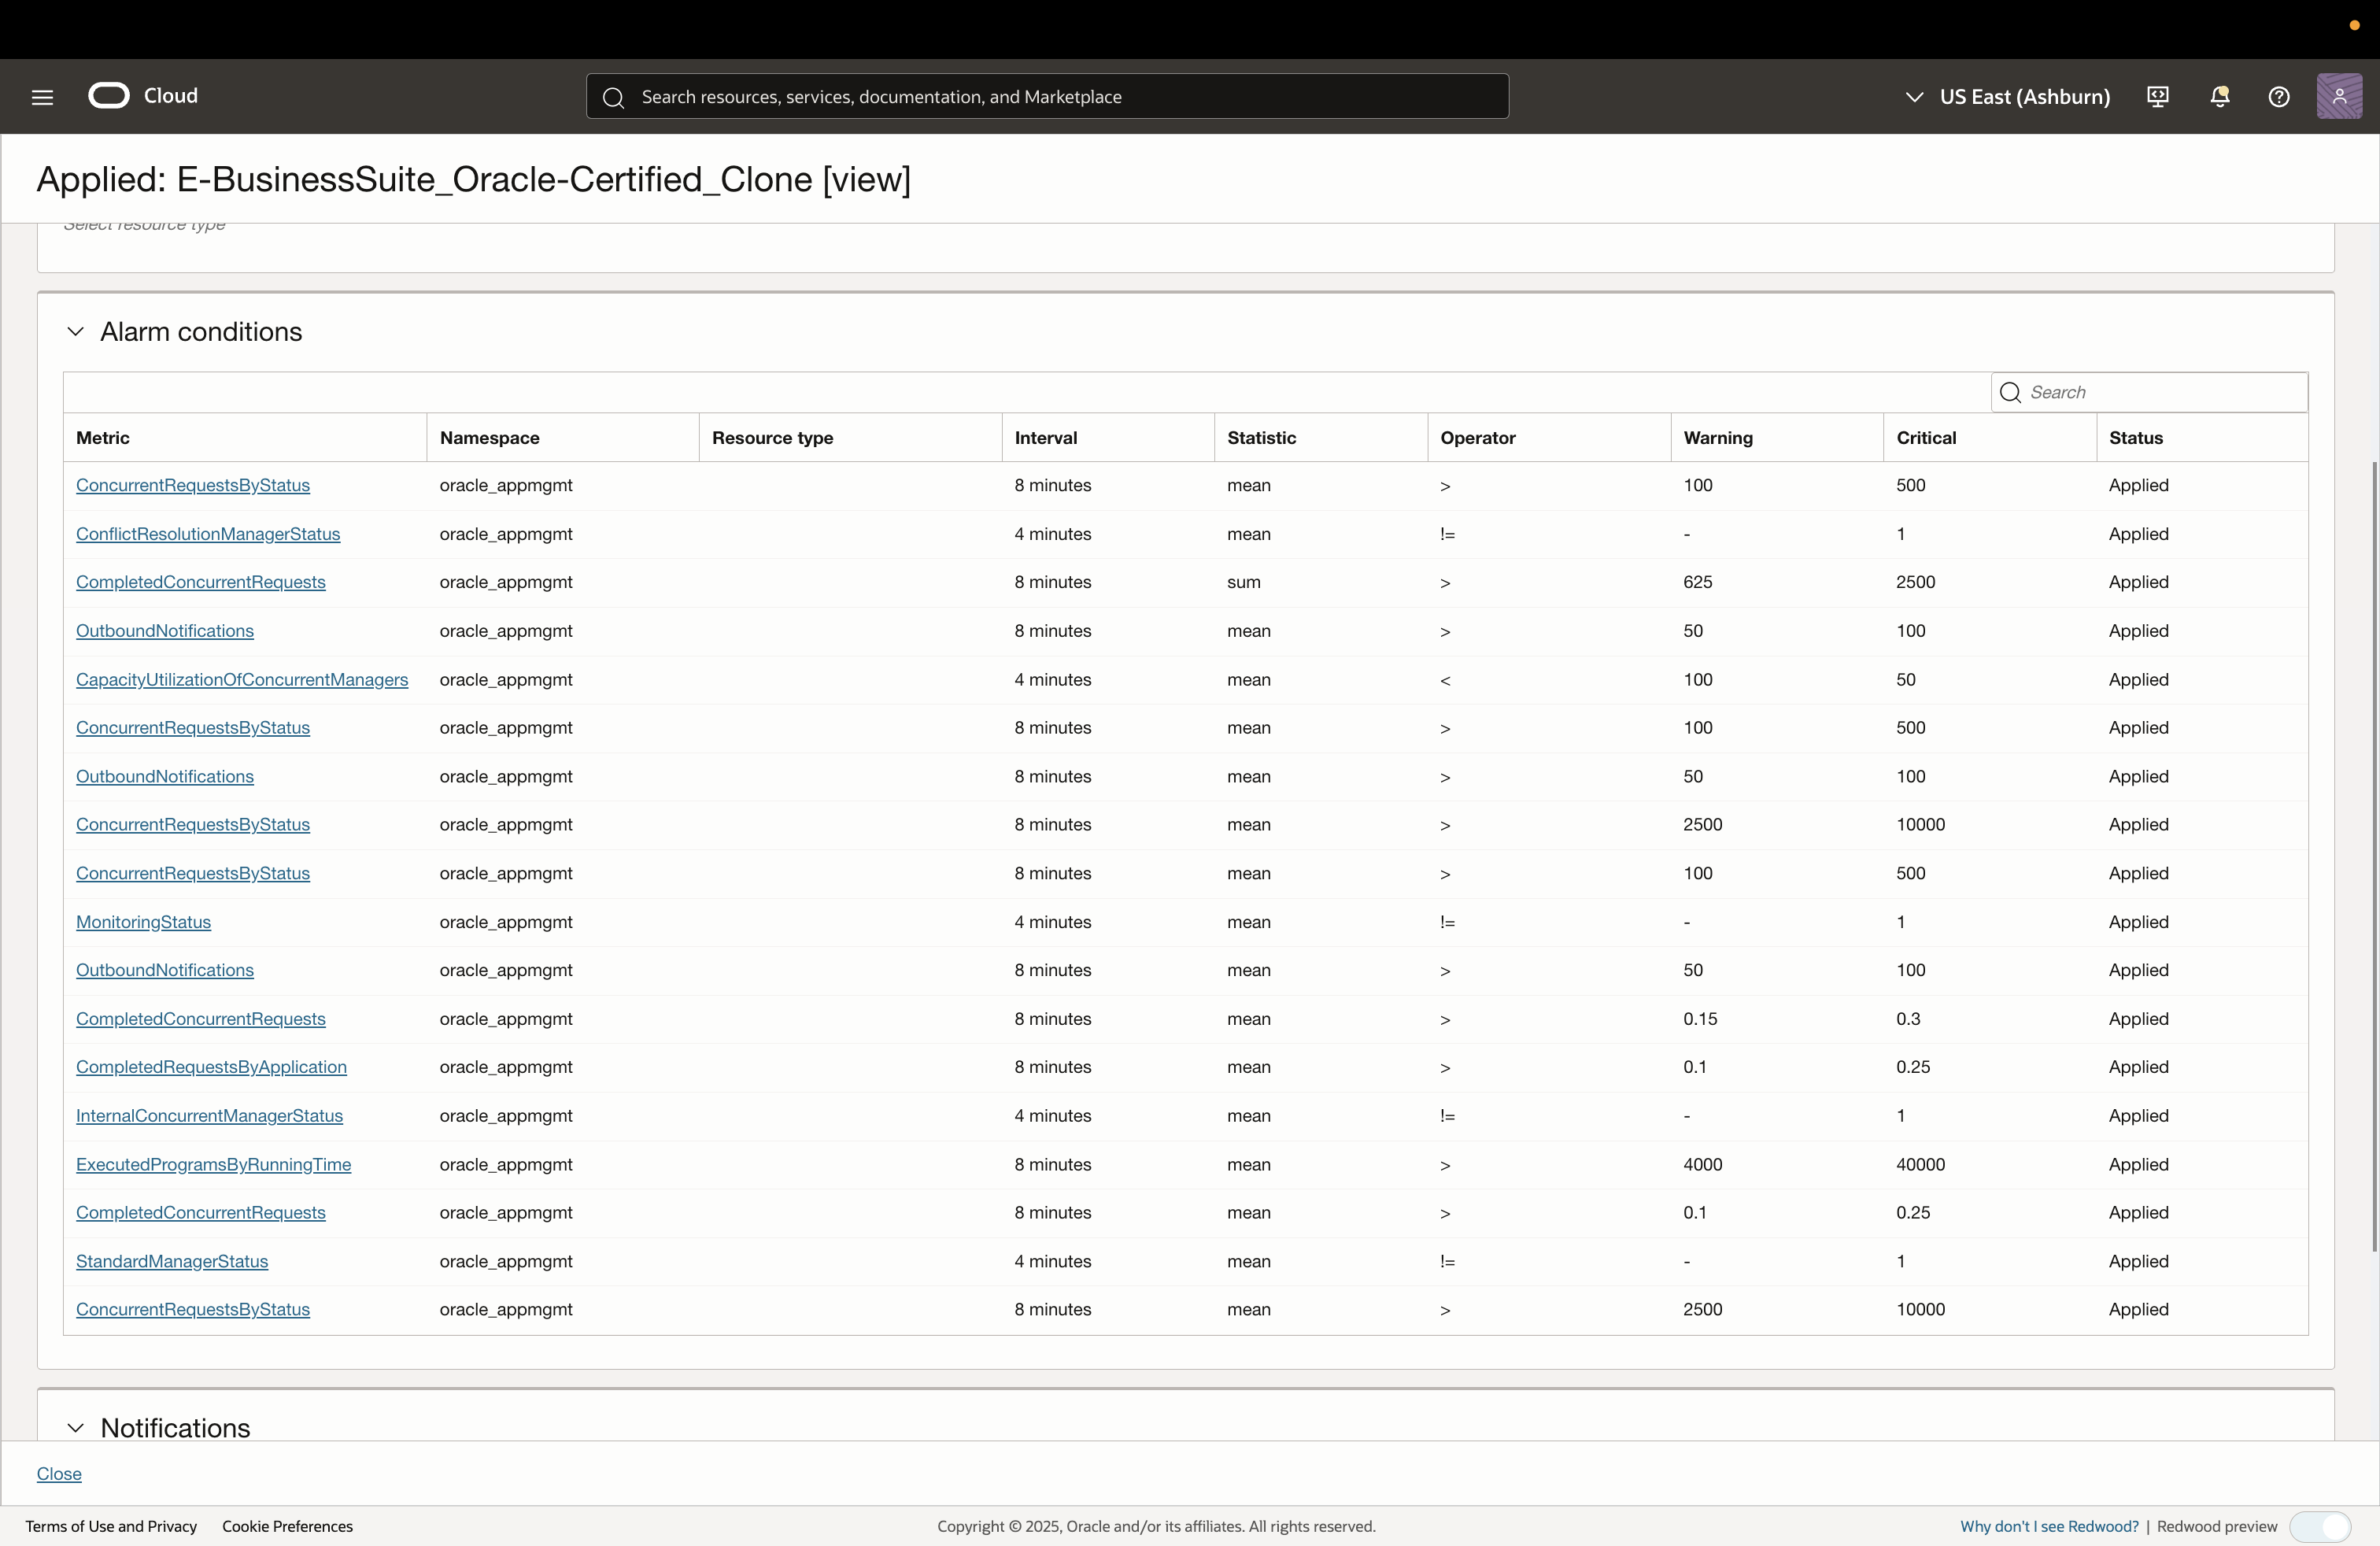 Cloud
Search resources, services, documentation, and Marketplace
US East (Ashburn)
Applied: E-BusinessSuite_Oracle-Certified_Clone [view]
Select resource type
Alarm conditions
Search
Metric Namespace Resource type Interval Statistic Operator Warning Critical Status
ConcurrentRequestsByStatus oracle_appmgmt 8 minutes mean > 100 500 Applied
ConflictResolutionManagerStatus oracle_appmgmt 4 minutes mean != - 1 Applied
CompletedConcurrentRequests oracle_appmgmt 8 minutes sum > 625 2500 Applied
OutboundNotifications oracle_appmgmt 8 minutes mean > 50 100 Applied
CapacityUtilizationOfConcurrentManagers oracle_appmgmt 4 minutes mean < 100 50 Applied
ConcurrentRequestsByStatus oracle_appmgmt 8 minutes mean > 100 500 Applied
OutboundNotifications oracle_appmgmt 8 minutes mean > 50 100 Applied
ConcurrentRequestsByStatus oracle_appmgmt 8 minutes mean > 2500 10000 Applied
ConcurrentRequestsByStatus oracle_appmgmt 8 minutes mean > 100 500 Applied
MonitoringStatus oracle_appmgmt 4 minutes mean != - 1 Applied
OutboundNotifications oracle_appmgmt 8 minutes mean > 50 100 Applied
CompletedConcurrentRequests oracle_appmgmt 8 minutes mean > 0.15 0.3 Applied
CompletedRequestsByApplication oracle_appmgmt 8 minutes mean > 0.1 0.25 Applied
InternalConcurrentManagerStatus oracle_appmgmt 4 minutes mean != - 1 Applied
ExecutedProgramsByRunningTime oracle_appmgmt 8 minutes mean > 4000 40000 Applied
CompletedConcurrentRequests oracle_appmgmt 8 minutes mean > 0.1 0.25 Applied
StandardManagerStatus oracle_appmgmt 4 minutes mean != - 1 Applied
ConcurrentRequestsByStatus oracle_appmgmt 8 minutes mean > 2500 10000 Applied
Notifications
Close
Terms of Use and Privacy Cookie Preferences Copyright © 2025, Oracle and/or its affiliates. All rights reserved. Why don't I see Redwood? | Redwood preview